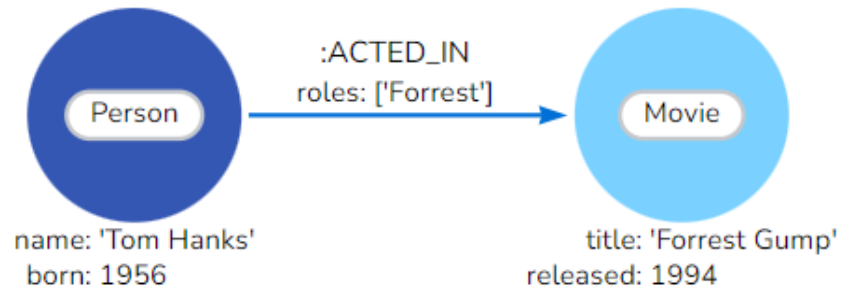 :ACTED_IN
roles: ['Forrest']
Person
Movie
name: 'Tom Hanks'
born: 1956
title: 'Forrest Gump'
released: 1994